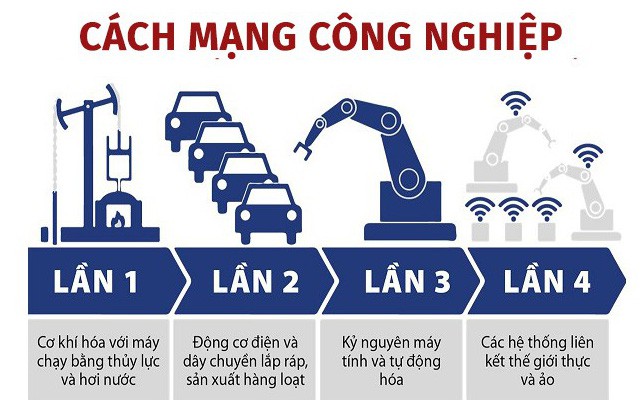 CÁCH MẠNG CÔNG NGHIỆP
LẦN 1
LẦN 2
LẦN 3
LẦN 4
Cơ khí hóa với máy
chạy bằng thủy lực
và hơi nước
Động cơ điện và
dây chuyền lắp ráp,
sản xuất hàng loạt
Kỷ nguyên máy
tính và tự động
hóa
Các hệ thống liên
kết thế giới thực
và ảo